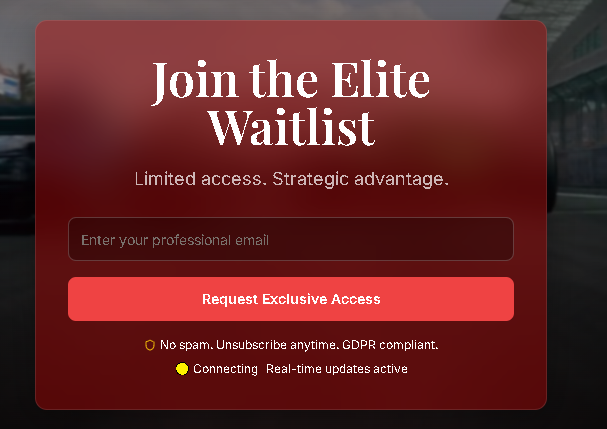 Join the Elite
Waitlist
Limited access. Strategic advantage.
Enter your professional email
Request Exclusive Access
No spam. Unsubscribe anytime. GDPR compliant.
Connecting Real-time updates active